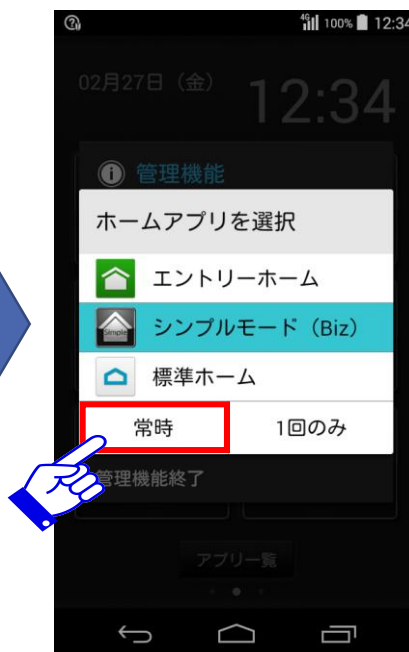 4G 100% 12:34
02月27日（金）
12:34
管理機能
ホームアプリを選択
エントリーホーム
Simple シンプルモード（Biz）
標準ホーム
常時 1回のみ
管理機能終了
アプリ一覧